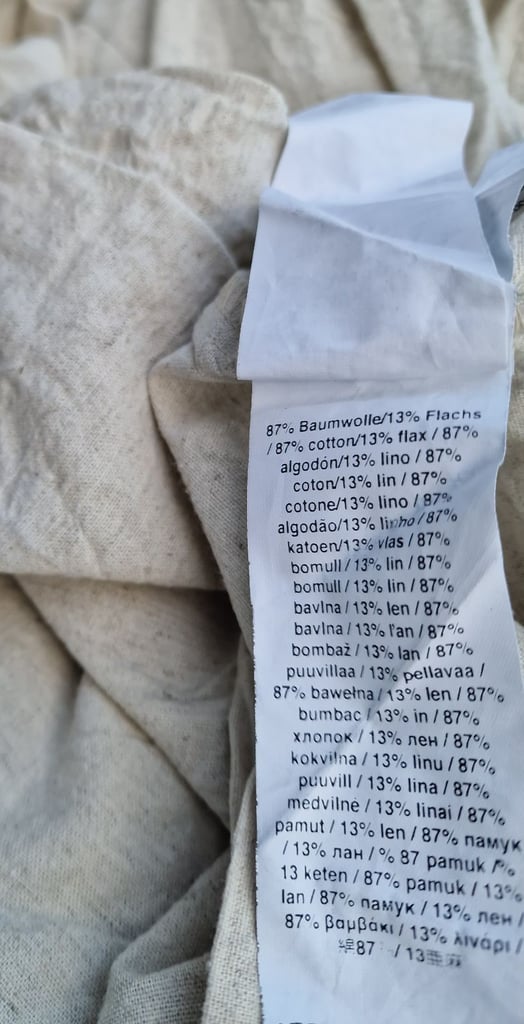 87% Baumwolle/13% Flachs
/ 87% cotton/13% flax / 87%
algodón/13% lino / 87%
coton/13% lin / 87%
cotone/13% lino / 87%
algodão/13% linho / 87%
katoen/13% vlas / 87%
bomull / 13% lin / 87%
bomull / 13% lin / 87%
bavlna / 13% len / 87%
bavlna / 13% l'an / 87%
bombaž / 13% lan / 87%
puuvillaa / 13% pellavaa /
87% bawełna / 13% len / 87%
bumbac / 13% in / 87%
хлопок / 13% лен / 87%
kokvilna / 13% linu / 87%
puuvill / 13% lina / 87%
medvilnė / 13% linai / 87%
pamut / 13% len / 87% памук
/ 13% лан / % 87 pamuk / %
13 keten / 87% pamuk / 13%
lan / 87% памук / 13% лен /
87% βαμβάκι / 13% λινάρι /
87 / 13